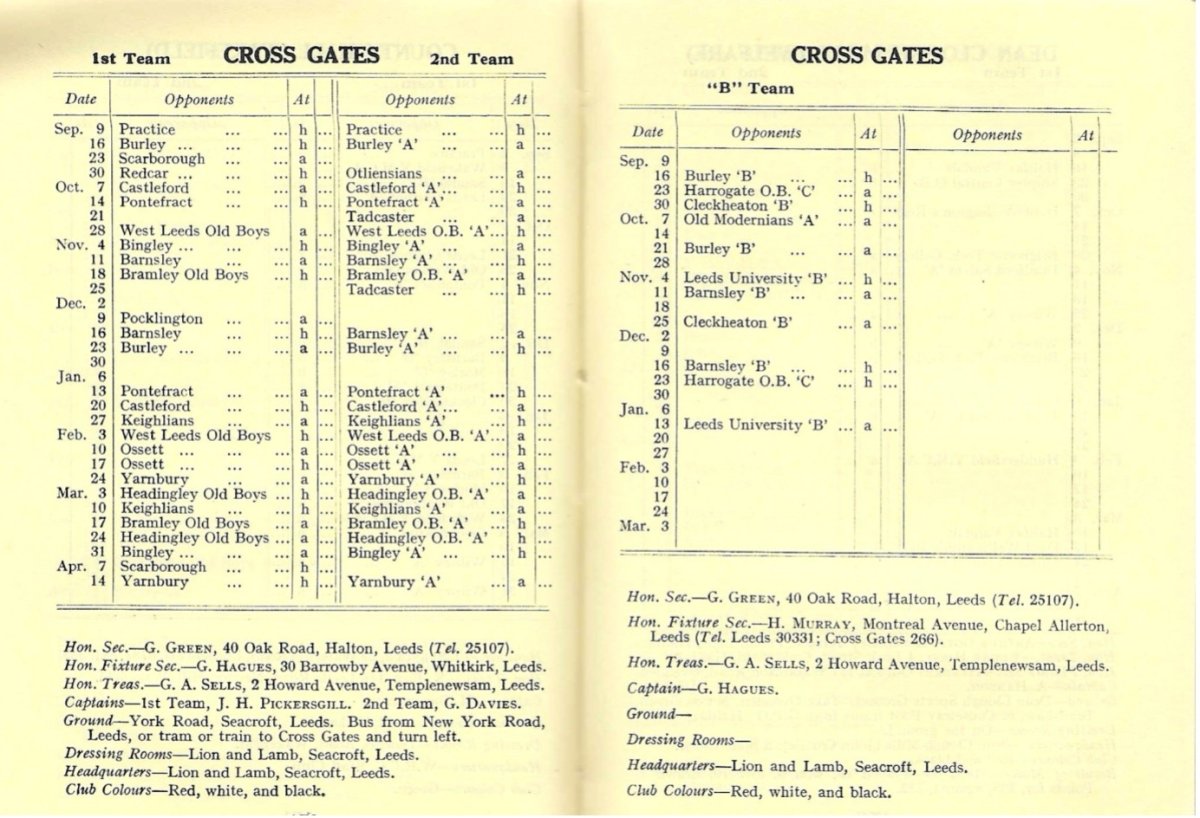 1st Team CROSS GATES 2nd Team
Date Opponents At Opponents At
Sep. 9 Practice ... ... h ... Practice ... ... h ...
16 Burley ... ... h ... Burley ‘A’ ... a ...
23 Scarborough ... ... a ...
30 Redcar ... ... ... h ... Otliensians ... ... a ...
Oct. 7 Castleford ... ... a ... Castleford ‘A’... ... h ...
14 Pontefract ... ... h ... Pontefract ‘A’ ... a ...
21 Tadcaster ... ... a ...
28 West Leeds Old Boys a ... West Leeds O.B. ‘A’... h ...
Nov. 4 Bingley ... ... ... h ... Bingley ‘A’ ... ... a ...
11 Barnsley ... ... a ... Barnsley ‘A’ ... ... h ...
18 Bramley Old Boys ... h ... Bramley O.B. ‘A’ ... a ...
25 Tadcaster ... ... h ...
Dec. 2
9 Pocklington ... ... a ...
16 Barnsley ... ... h ... Barnsley ‘A’ ... ... a ...
23 Burley ... ... ... a ... Burley ‘A’ ... ... h ...
30
Jan. 6
13 Pontefract ... ... a ... Pontefract ‘A’ ... h ...
20 Castleford ... ... h ... Castleford ‘A’... ... a ...
27 Keighlians ... ... a ... Keighlians ‘A’ ... h ...
Feb. 3 West Leeds Old Boys h ... West Leeds O.B. ‘A’... a ...
10 Ossett ... ... ... a ... Ossett ‘A’ ... ... h ...
17 Ossett ... ... ... h ... Ossett ‘A’ ... ... a ...
24 Yarnbury ... ... a ... Yarnbury ‘A’ ... h ...
Mar. 3 Headingley Old Boys ... h ... Headingley O.B. ‘A’ a ...
10 Keighlians ... ... h ... Keighlians ‘A’ ... a ...
17 Bramley Old Boys ... a ... Bramley O.B. ‘A’ ... h ...
24 Headingley Old Boys ... a ... Headingley O.B. ‘A’ h ...
31 Bingley ... ... ... a ... Bingley ‘A’ ... ... h ...
Apr. 7 Scarborough ... ... h ...
14 Yarnbury ... ... h ... Yarnbury ‘A’ ... a ...
Hon. Sec.—G. GREEN, 40 Oak Road, Halton, Leeds (Tel. 25107).
Hon. Fixture Sec.—G. HAGUES, 30 Barrowby Avenue, Whitkirk, Leeds.
Hon. Treas.—G. A. SELLS, 2 Howard Avenue, Templenewsam, Leeds.
Captains—1st Team, J. H. PICKERSGILL. 2nd Team, G. DAVIES.
Ground—York Road, Seacroft, Leeds. Bus from New York Road,
Leeds, or tram or train to Cross Gates and turn left.
Dressing Rooms—Lion and Lamb, Seacroft, Leeds.
Headquarters—Lion and Lamb, Seacroft, Leeds.
Club Colours—Red, white, and black.
CROSS GATES
“B” Team
Date Opponents At Opponents At
Sep. 9
16 Burley ‘B’ ... ... h ...
23 Harrogate O.B. ‘C’ ... a ...
30 Cleckheaton ‘B’ ... h ...
Oct. 7 Old Modernians ‘A’ ... a ...
14
21 Burley ‘B’ ... ... a ...
28
Nov. 4 Leeds University ‘B’ ... h ...
11 Barnsley ‘B’ ... ... a ...
18
25 Cleckheaton ‘B’ ... a ...
Dec. 2
9
16 Barnsley ‘B’ ... ... h ...
23 Harrogate O.B. ‘C’ ... h ...
30
Jan. 6
13 Leeds University ‘B’ ... a ...
20
27
Feb. 3
10
17
24
Mar. 3
Hon. Sec.—G. GREEN, 40 Oak Road, Halton, Leeds (Tel. 25107).
Hon. Fixture Sec.—H. MURRAY, Montreal Avenue, Chapel Allerton,
Leeds (Tel. Leeds 30331; Cross Gates 266).
Hon. Treas.—G. A. SELLS, 2 Howard Avenue, Templenewsam, Leeds.
Captain—G. HAGUES.
Ground—
Dressing Rooms—
Headquarters—Lion and Lamb, Seacroft, Leeds.
Club Colours—Red, white, and black.